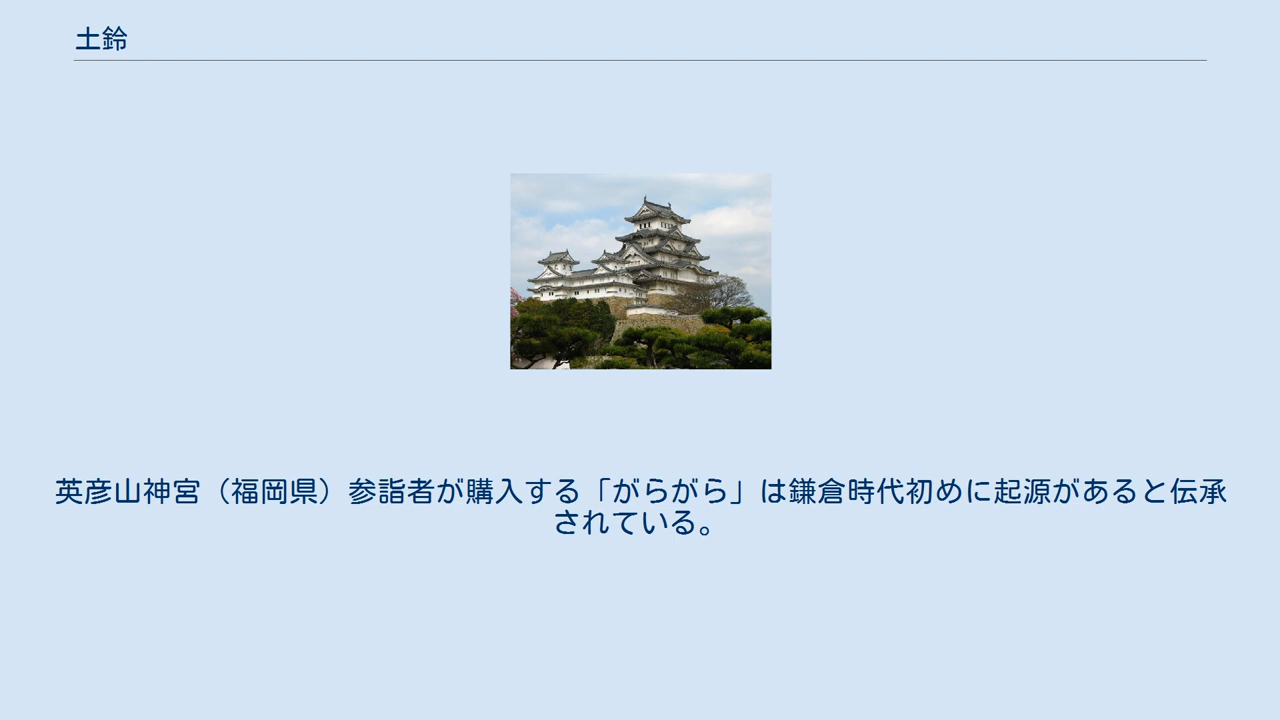 土鈴
英彦山神宮（福岡県）参詣者が購入する「がらがら」は鎌倉時代初めに起源があると伝承
されている。